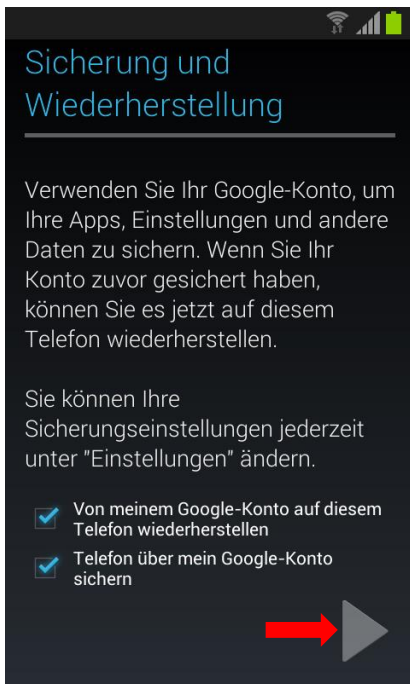 Sicherung und
Wiederherstellung
Verwenden Sie Ihr Google-Konto, um
Ihre Apps, Einstellungen und andere
Daten zu sichern. Wenn Sie Ihr
Konto zuvor gesichert haben,
können Sie es jetzt auf diesem
Telefon wiederherstellen.
Sie können Ihre
Sicherungseinstellungen jederzeit
unter "Einstellungen" ändern.
Von meinem Google-Konto auf diesem
Telefon wiederherstellen
Telefon über mein Google-Konto
sichern